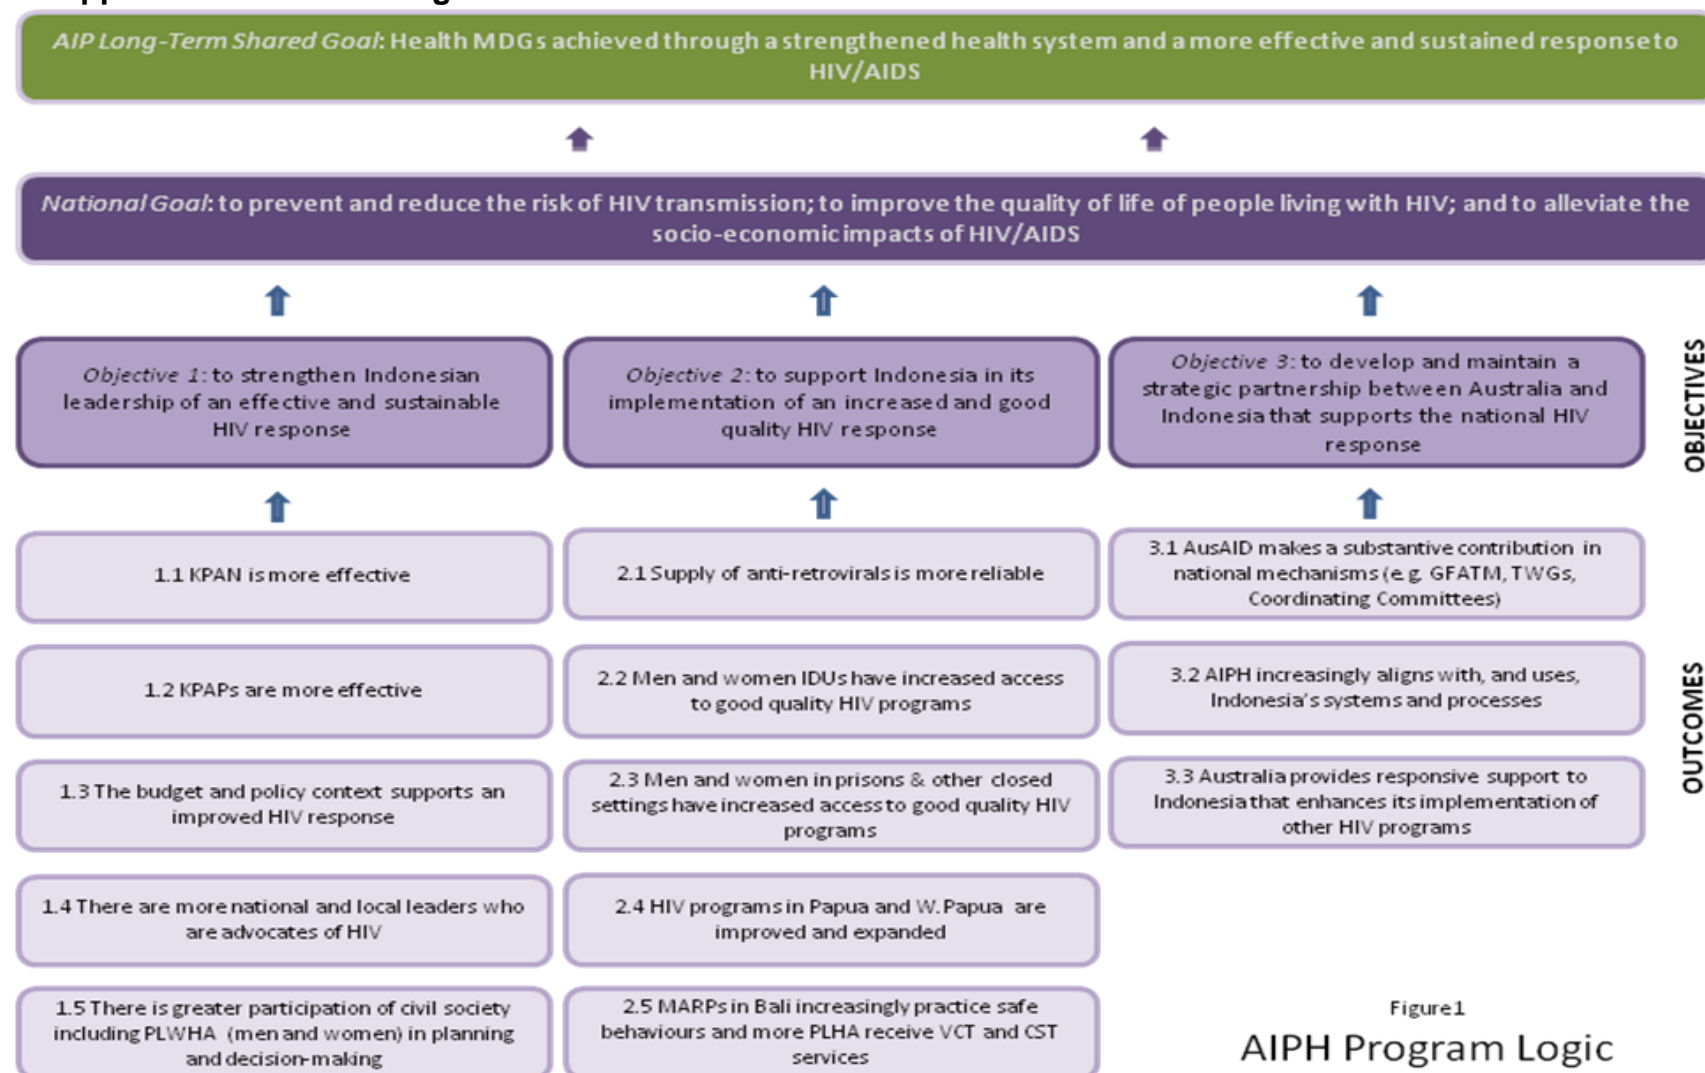 AIP Long-Term Shared Goal: Health MDGs achieved through a strengthened health system and a more effective and sustained response to
HIV/AIDS
National Goal: to prevent and reduce the risk of HIV transmission; to improve the quality of life of people living with HIV; and to alleviate the
socio-economic impacts of HIV/AIDS
Objective 1: to strengthen Indonesian
leadership of an effective and sustainable
HIV response
Objective 2: to support Indonesia in its
implementation of an increased and good
quality HIV response
Objective 3: to develop and maintain a
strategic partnership between Australia and
Indonesia that supports the national HIV
response
OBJECTIVES
1.1 KPAN is more effective
2.1 Supply of anti-retrovirals is more reliable
3.1 AusAID makes a substantive contribution in
national mechanisms (e.g. GFATM, TWGs,
Coordinating Committees)
1.2 KPAPs are more effective
2.2 Men and women IDUs have increased access
to good quality HIV programs
3.2 AIPH increasingly aligns with, and uses,
Indonesia's systems and processes
OUTCOMES
1.3 The budget and policy context supports an
improved HIV response
2.3 Men and women in prisons & other closed
settings have increased access to good quality HIV
programs
3.3 Australia provides responsive support to
Indonesia that enhances its implementation of
other HIV programs
1.4 There are more national and local leaders who
are advocates of HIV
2.4 HIV programs in Papua and W. Papua are
improved and expanded
1.5 There is greater participation of civil society
including PLWHA (men and women) in planning
and decision-making
2.5 MARPs in Bali increasingly practice safe
behaviours and more PLHA receive VCT and CST
services
Figure1
AIPH Program Logic